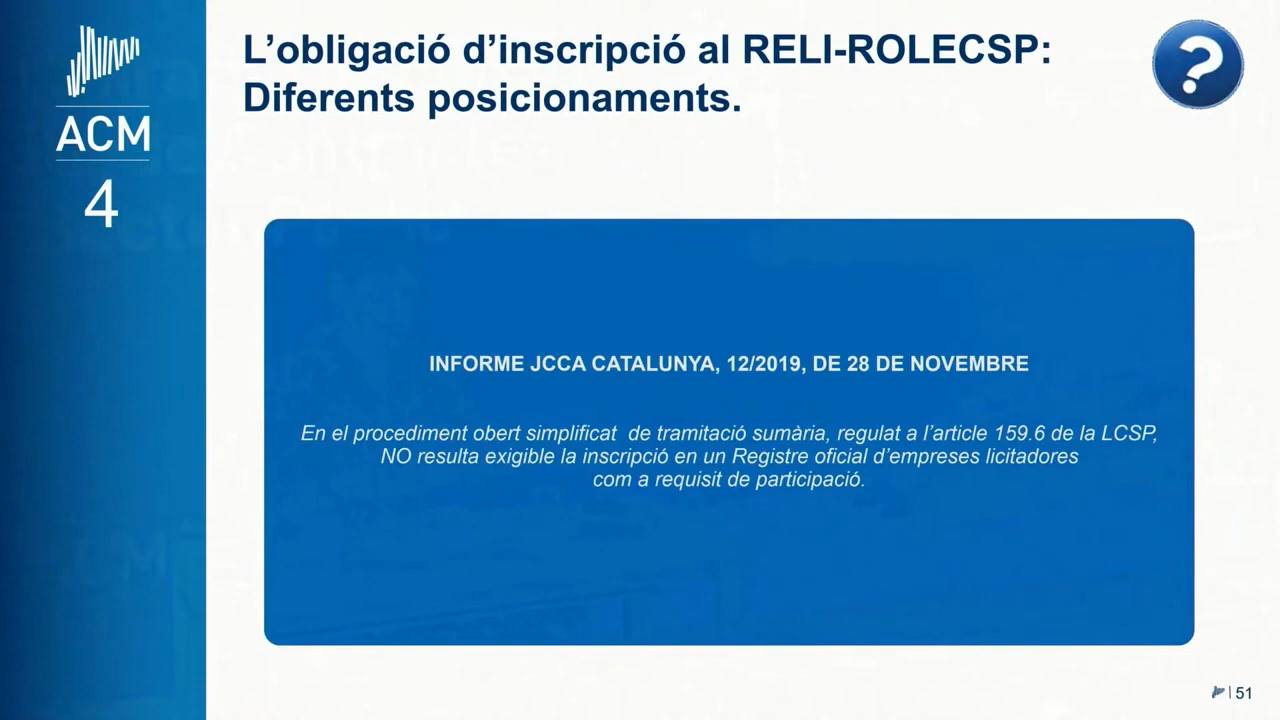 ACM
4
L’obligació d’inscripció al RELI-ROLECSP:
Diferents posicionaments.
?
INFORME JCCA CATALUNYA, 12/2019, DE 28 DE NOVEMBRE
En el procediment obert simplificat de tramitació sumària, regulat a l’article 159.6 de la LCSP,
NO resulta exigible la inscripció en un Registre oficial d’empreses licitadores
com a requisit de participació.
51